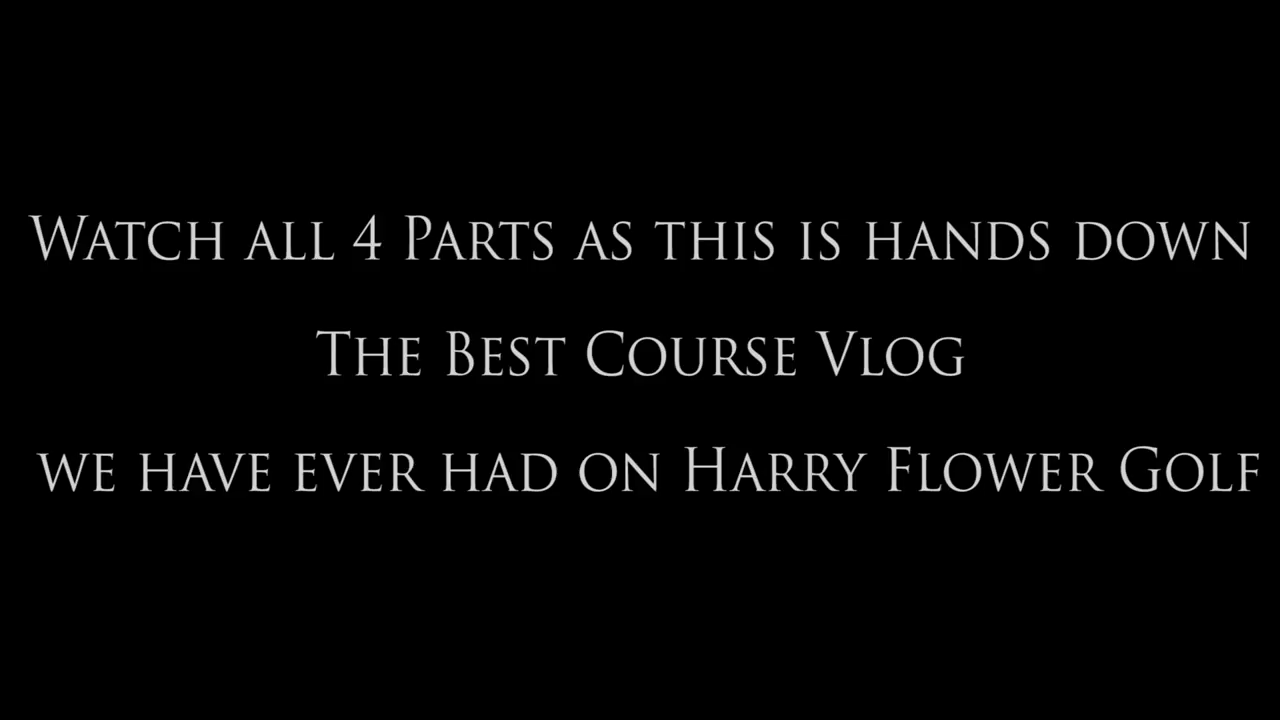 Watch all 4 Parts as this is hands down
The Best Course Vlog
we have ever had on Harry Flower Golf